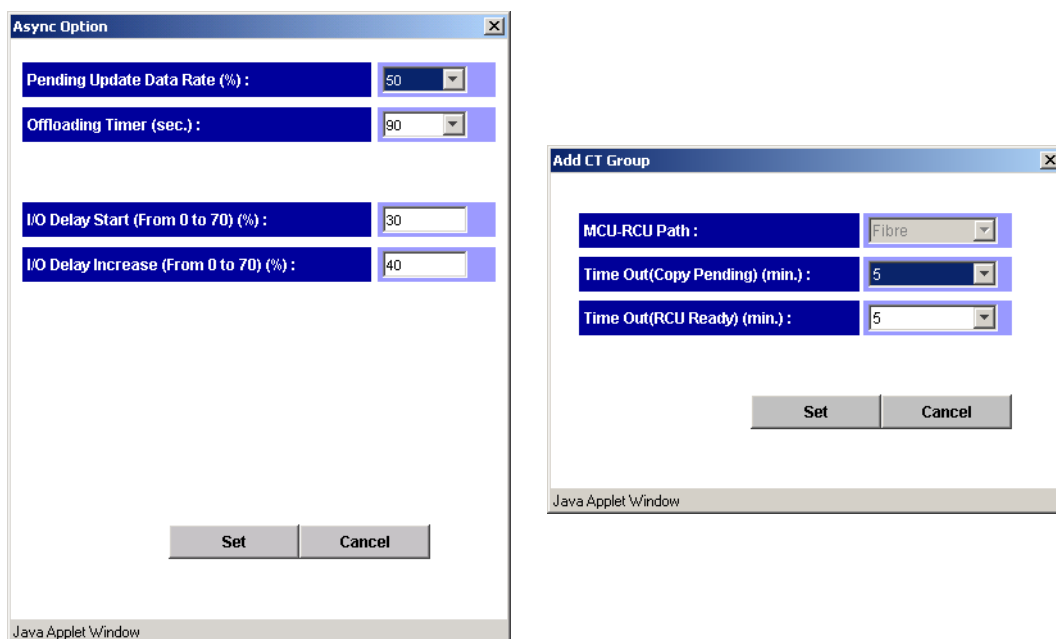 Async Option
Pending Update Data Rate (%) : 50
Offloading Timer (sec.) : 90
I/O Delay Start (From 0 to 70) (%) : 30
I/O Delay Increase (From 0 to 70) (%) : 40
Set Cancel
Java Applet Window
Add CT Group
MCU-RCU Path : Fibre
Time Out(Copy Pending) (min.) : 5
Time Out(RCU Ready) (min.) : 5
Set Cancel
Java Applet Window